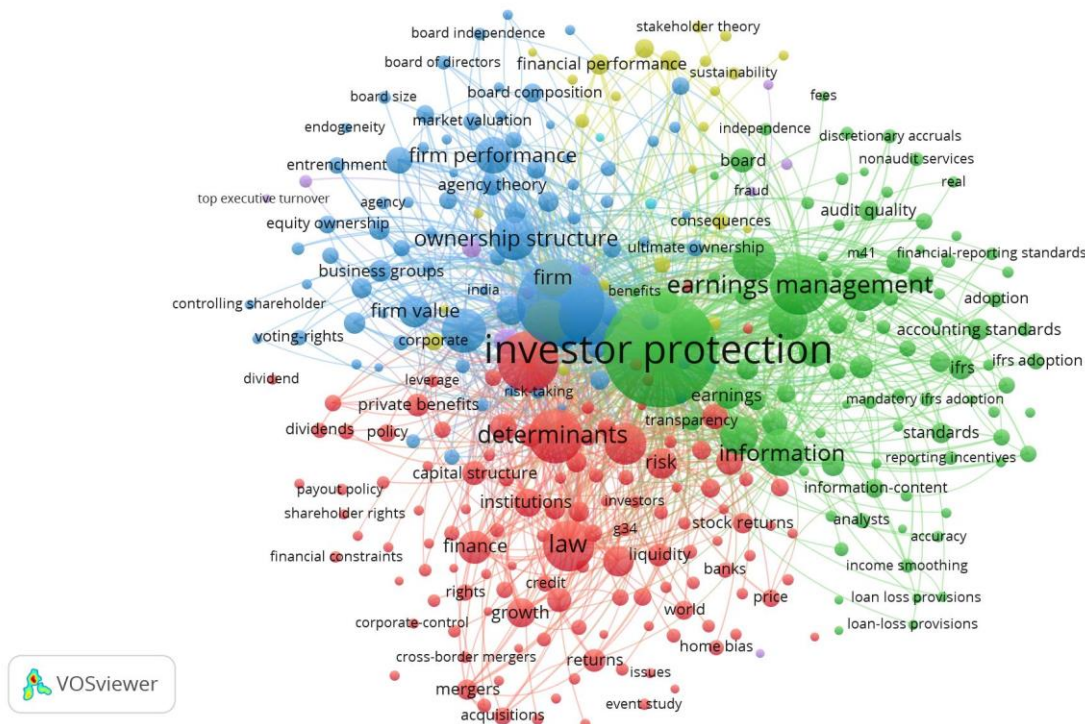 board independence
stakeholder theory
board of directors
financial performance
sustainability
board size
board composition
fees
market valuation
endogeneity
independence
discretionary accruals
firm performance
board
nonaudit services
entrenchment
agency theory
fraud
real
top executive turnover
agency
audit quality
equity ownership
consequences
ownership structure
ultimate ownership
m41
financial-reporting standards
business groups
firm
india
benefits
earnings management
adoption
controlling shareholder
firm value
accounting standards
voting-rights
corporate
investor protection
ifrs
ifrs adoption
dividend
leverage
risk-taking
earnings
mandatory ifrs adoption
private benefits
transparency
dividends
policy
determinants
standards
information
reporting incentives
capital structure
risk
payout policy
institutions
investors
information-content
shareholder rights
g34
stock returns
analysts
financial constraints
finance
law
liquidity
accuracy
credit
banks
income smoothing
rights
growth
world
price
loan loss provisions
corporate-control
loan-loss provisions
home bias
cross-border mergers
returns
issues
mergers
event study
acquisitions
VOSviewer